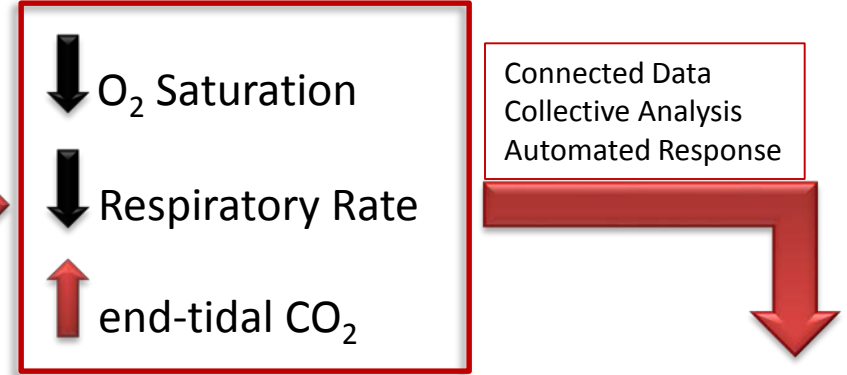 O₂ Saturation
Respiratory Rate
end-tidal CO₂
Connected Data
Collective Analysis
Automated Response